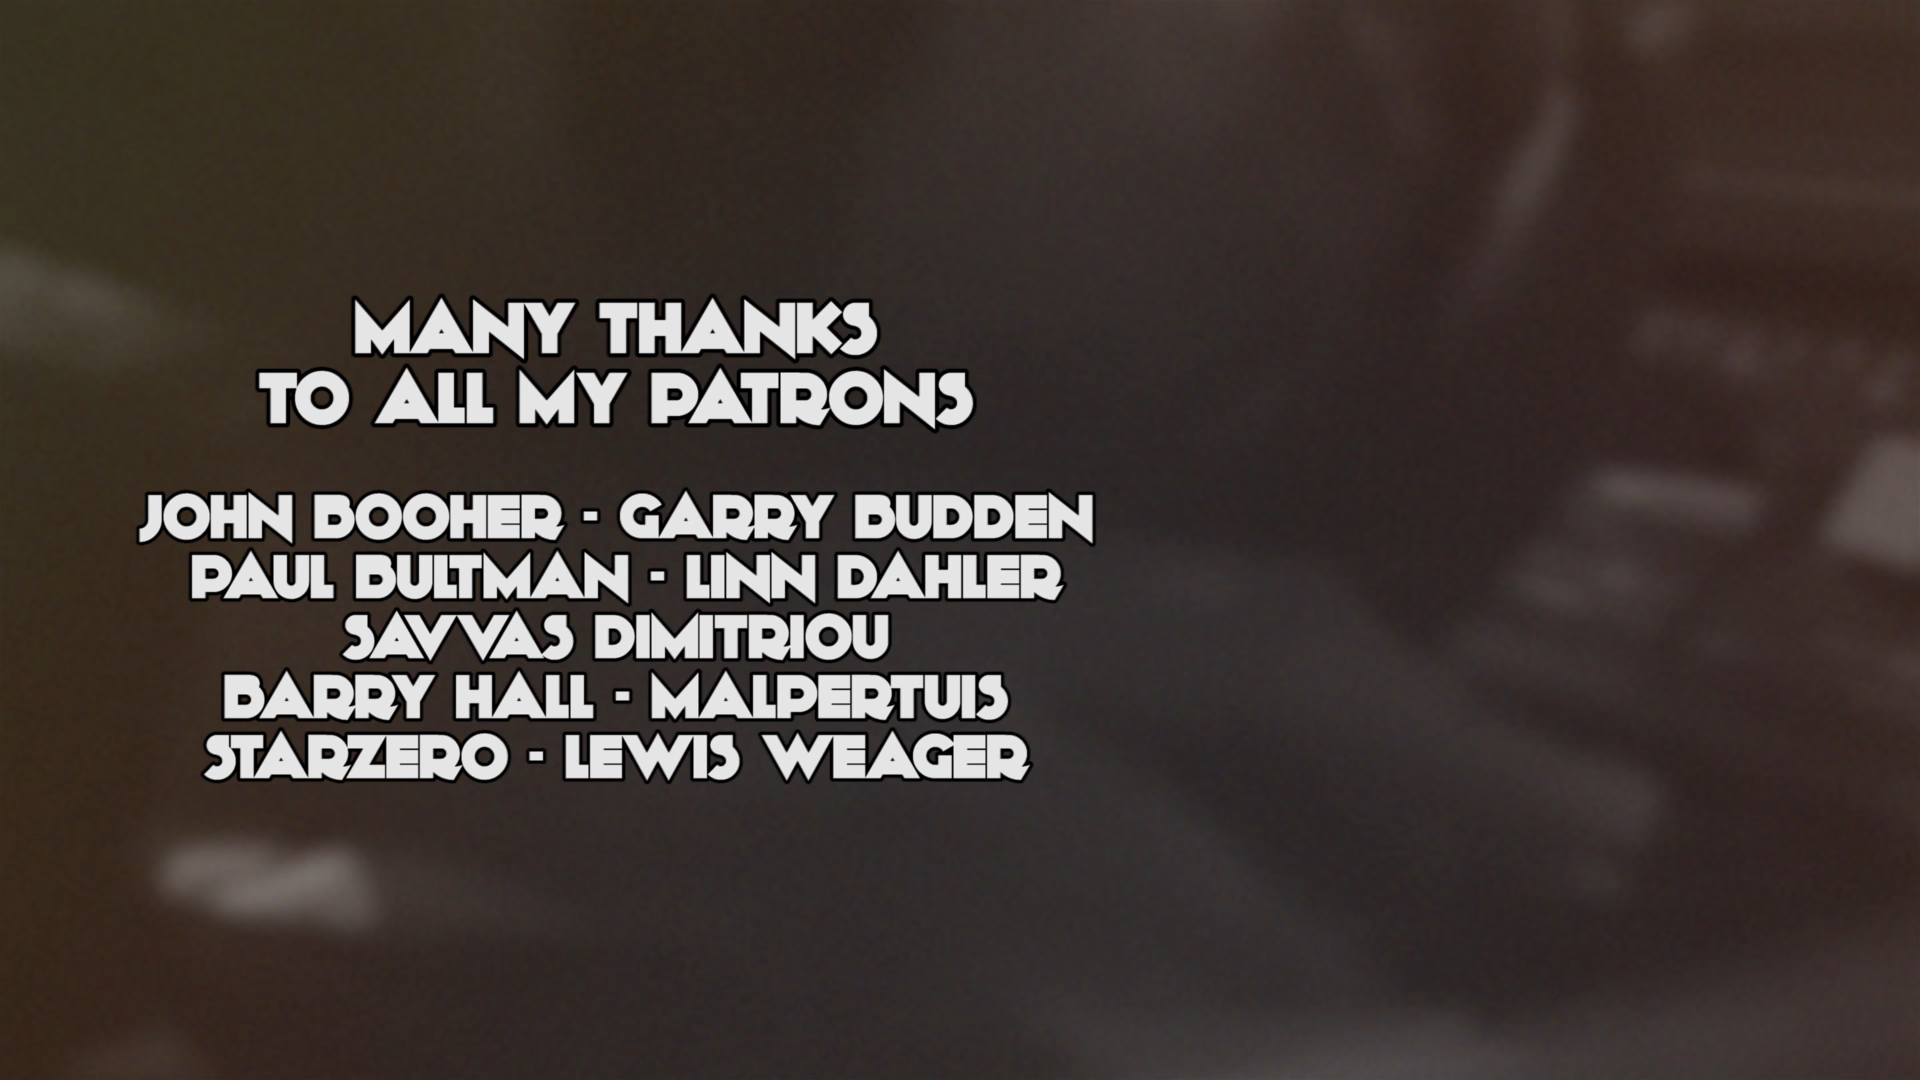 MANY THANKS
TO ALL MY PATRONS
JOHN BOOHER - GARRY BUDDEN
PAUL BULTMAN - LINN DAHLER
SAVVAS DIMITRIOU
BARRY HALL - MALPERTUIS
STARZERO - LEWIS WEAGER